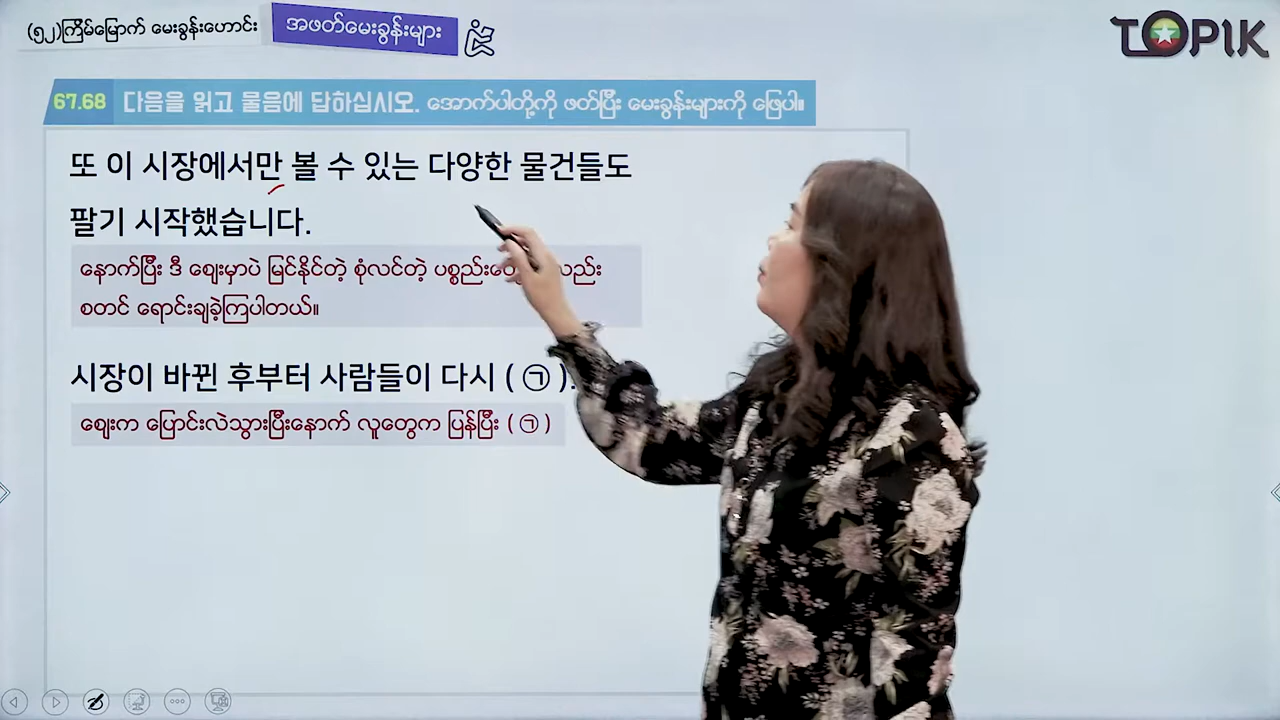 (၅၂)ကြိမ်မြောက် မေးခွန်းဟောင်း
အဖတ်မေးခွန်းများ
TOPIK
67.68 다음을 읽고 물음에 답하십시오. အောက်ပါတို့ကို ဖတ်ပြီး မေးခွန်းများကို ဖြေပါ။
또 이 시장에서만 볼 수 있는 다양한 물건들도
팔기 시작했습니다.
နောက်ပြီး ဒီ ဈေးမှာပဲ မြင်နိုင်တဲ့ စုံလင်တဲ့
စတင် ရောင်းချခဲ့ကြပါတယ်။
시장이 바뀐 후부터 사람들이 다시 ( ㉠ ).
ဈေးက ပြောင်းလဲသွားပြီးနောက် လူတွေက ပြန်ပြီး ( ㉠ )